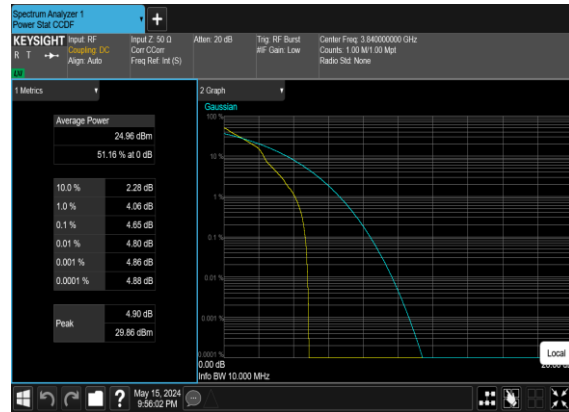 Spectrum Analyzer 1
Power Stat CCDF
+
KEYSIGHT
R T
Input: RF
Coupling: DC
Align: Auto
Input Z: 50 Ω
Corr CCorr
Freq Ref: Int (S)
Atten: 20 dB
Trig: RF Burst
#IF Gain: Low
Center Freq: 3.840000000 GHz
Counts: 1.00 M/1.00 Mpt
Radio Std: None
1 Metrics
Average Power
24.96 dBm
51.16 % at 0 dB
10.0 % 2.28 dB
1.0 % 4.06 dB
0.1 % 4.65 dB
0.01 % 4.80 dB
0.001 % 4.86 dB
0.0001 % 4.88 dB
Peak
4.90 dB
29.86 dBm
2 Graph
Gaussian
100 %
10 %
1 %
0.1 %
0.01 %
0.001 %
0.0001 %
0.00 dB
Info BW 10.000 MHz
Local
?
May 15, 2024
9:56:02 PM